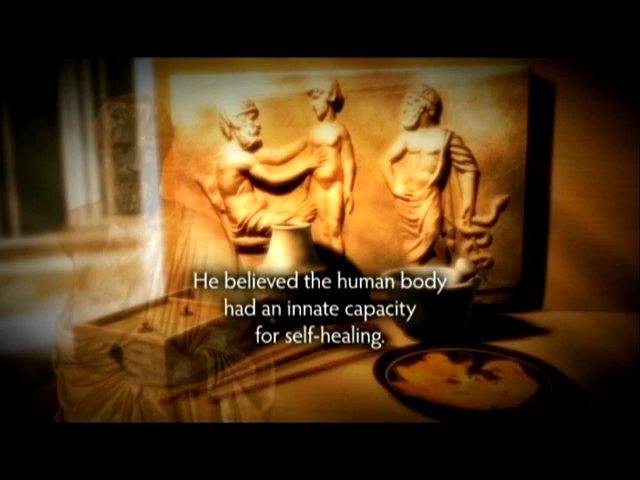 He believed the human body
had an innate capacity
for self-healing.